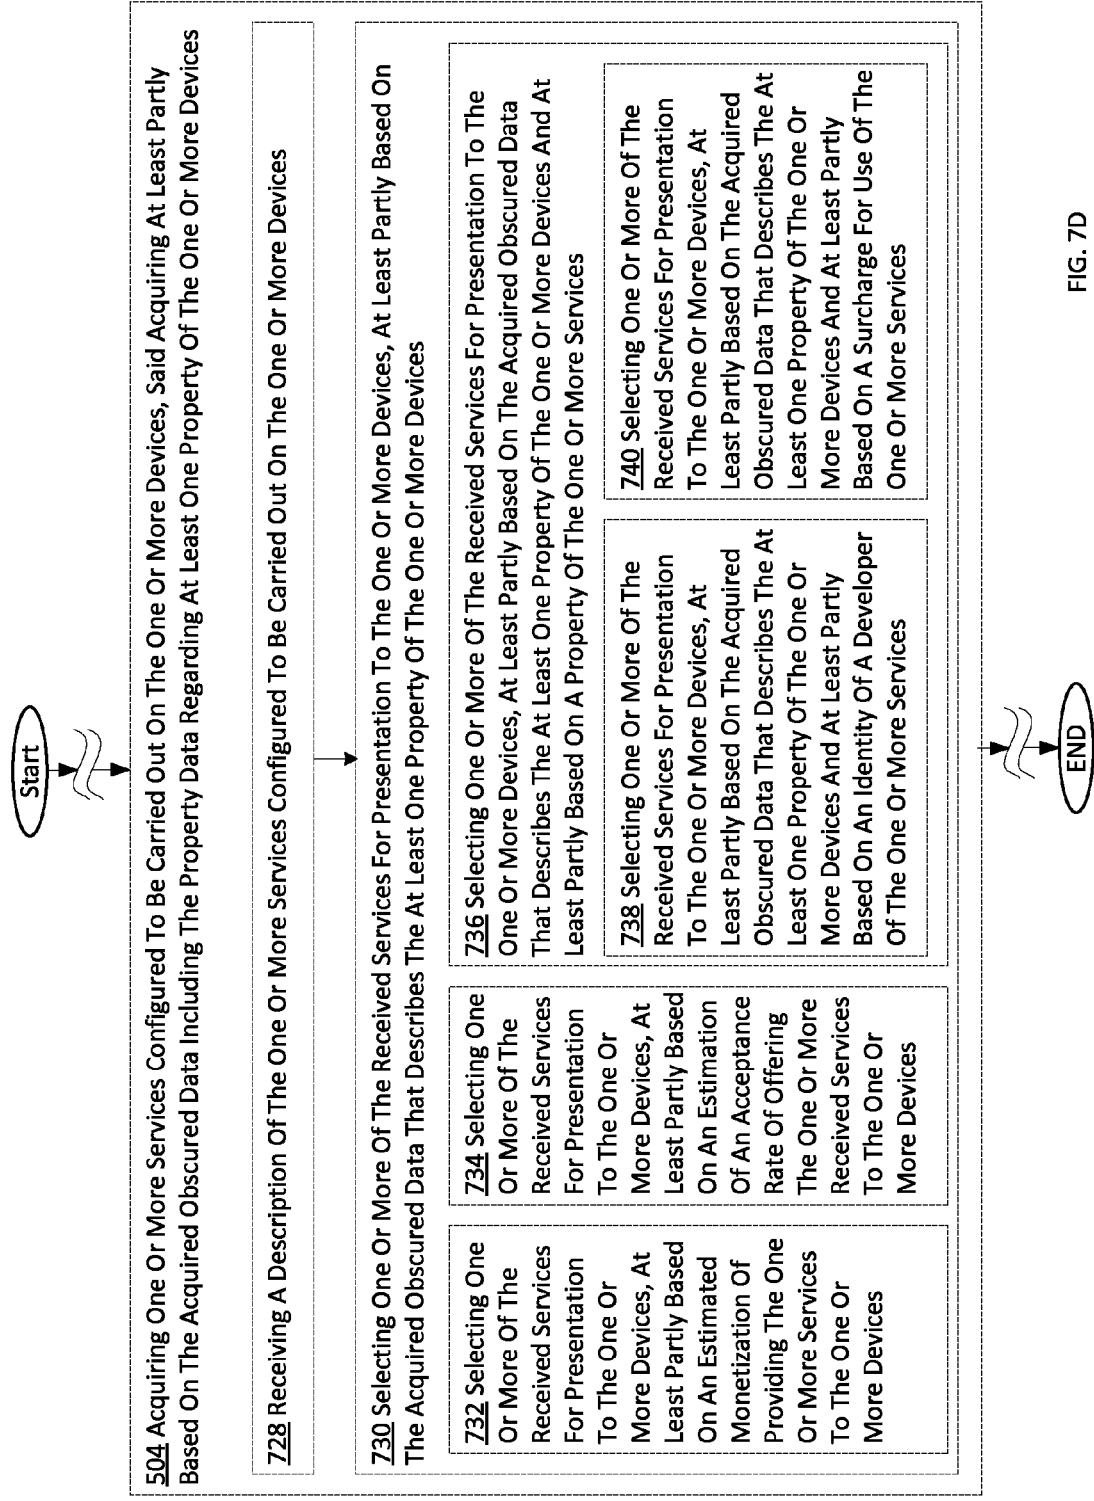 Start
504 Acquiring One Or More Services Configured To Be Carried Out On The One Or More Devices, Said Acquiring At Least Partly
Based On The Acquired Obscured Data Including The Property Data Regarding At Least One Property Of The One Or More Devices
728 Receiving A Description Of The One Or More Services Configured To Be Carried Out On The One Or More Devices
730 Selecting One Or More Of The Received Services For Presentation To The One Or More Devices, At Least Partly Based On
The Acquired Obscured Data That Describes The At Least One Property Of The One Or More Devices
732 Selecting One
Or More Of The
Received Services
For Presentation
To The One Or
More Devices, At
Least Partly Based
On An Estimated
Monetization Of
Providing The One
Or More Services
To The One Or
More Devices
734 Selecting One
Or More Of The
Received Services
For Presentation
To The One Or
More Devices, At
Least Partly Based
On An Estimation
Of An Acceptance
Rate Of Offering
The One Or More
Received Services
To The One Or
More Devices
736 Selecting One Or More Of The Received Services For Presentation To The
One Or More Devices, At Least Partly Based On The Acquired Obscured Data
That Describes The At Least One Property Of The One Or More Devices And At
Least Partly Based On A Property Of The One Or More Services
738 Selecting One Or More Of The
Received Services For Presentation
To The One Or More Devices, At
Least Partly Based On The Acquired
Obscured Data That Describes The At
Least One Property Of The One Or
More Devices And At Least Partly
Based On An Identity Of A Developer
Of The One Or More Services
740 Selecting One Or More Of The
Received Services For Presentation
To The One Or More Devices, At
Least Partly Based On The Acquired
Obscured Data That Describes The At
Least One Property Of The One Or
More Devices And At Least Partly
Based On A Surcharge For Use Of The
One Or More Services
END
FIG. 7D